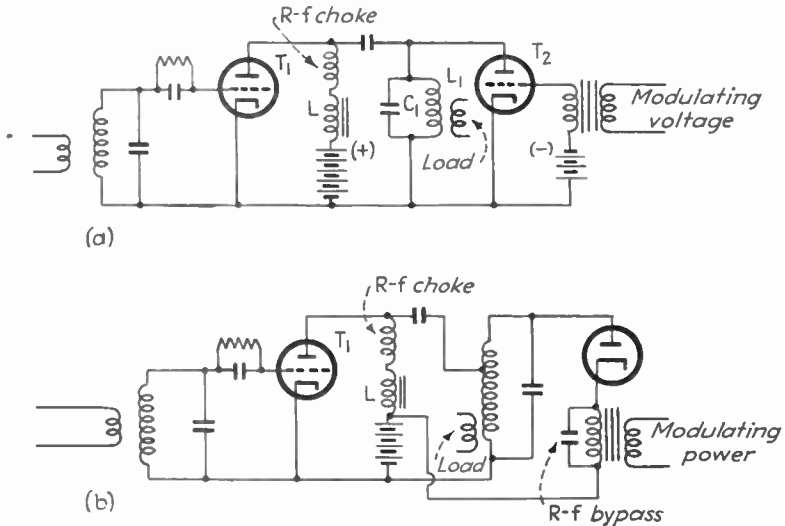 R-f choke
T1
T2
L1
L
C1
Modulating
voltage
(+)
Load
(-)
(a)
R-f choke
T1
L
Load
Modulating
power
(b)
R-f bypass